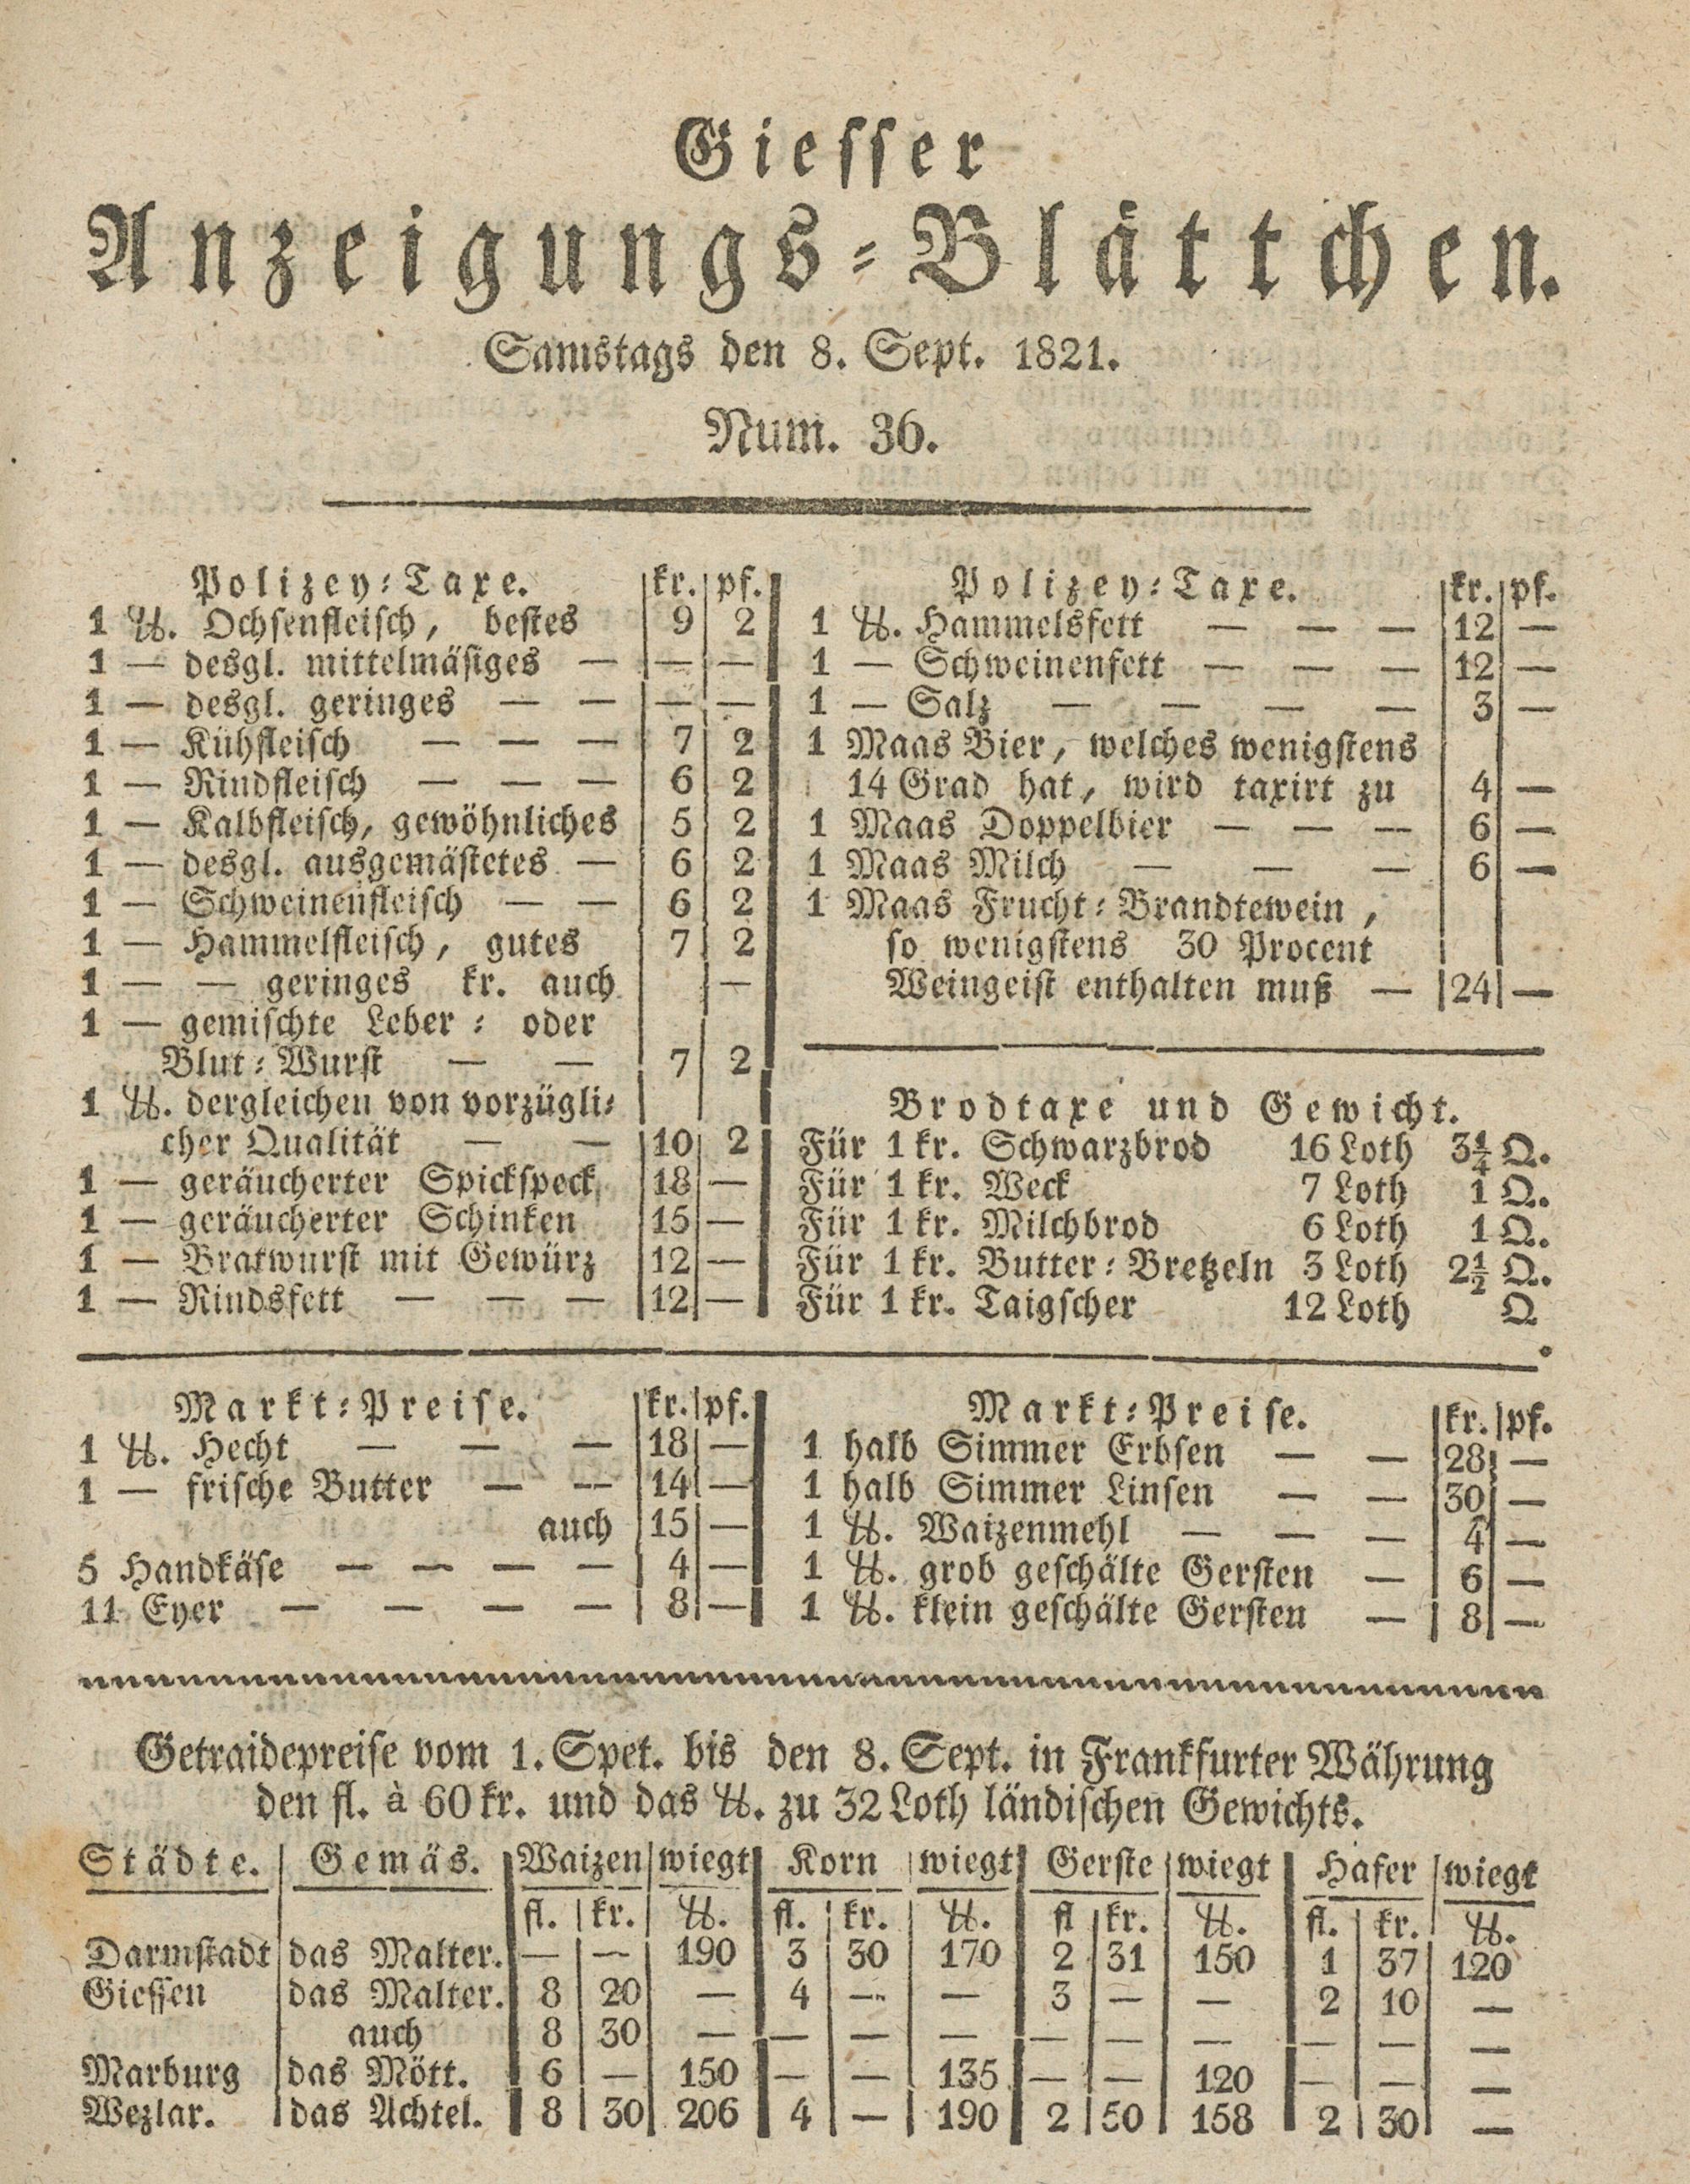 Giesser
Anzeigungs-Blättchen.
Samstags den 8. Sept. 1821.
Num. 36.
Polizey-Taxe. kr. pf.
1 ℔. Ochsenfleisch, bestes 9 2
1 — desgl. mittelmäsiges — — —
1 — desgl. geringes — — — —
1 — Kühfleisch — — — 7 2
1 — Rindfleisch — — — 6 2
1 — Kalbfleisch, gewöhnliches 5 2
1 — desgl. ausgemästetes — 6 2
1 — Schweinenfleisch — — 6 2
1 — Hammelfleisch, gutes 7 2
1 — — geringes kr. auch —
1 — gemischte Leber- oder
Blut-Wurst — — 7 2
1 ℔. dergleichen von vorzügli-
cher Qualität — — 10 2
1 — geräucherter Spickspeck 18 —
1 — geräucherter Schinken 15 —
1 — Bratwurst mit Gewürz 12 —
1 — Rindsfett — — — 12 —
Polizey-Taxe. kr. pf.
1 ℔. Hammelsfett — — — 12 —
1 — Schweinenfett — — — 12 —
1 — Salz — — — — 3 —
1 Maas Bier, welches wenigstens
14 Grad hat, wird taxirt zu 4 —
1 Maas Doppelbier — — — 6 —
1 Maas Milch — — — 6 —
1 Maas Frucht-Brandtewein,
so wenigstens 30 Procent
Weingeist enthalten muß — 24 —
Brodtaxe und Gewicht.
Für 1 kr. Schwarzbrod 16 Loth 3¼ Q.
Für 1 kr. Weck 7 Loth 1 Q.
Für 1 kr. Milchbrod 6 Loth 1 Q.
Für 1 kr. Butter-Bretzeln 3 Loth 2½ Q.
Für 1 kr. Taigscher 12 Loth Q.
Markt-Preise. kr. pf.
1 ℔. Hecht — — — 18 —
1 — frische Butter — — 14 —
auch 15 —
5 Handkäse — — — — 4 —
11 Eyer — — — — 8 —
Markt-Preise. kr. pf.
1 halb Simmer Erbsen — — 28 —
1 halb Simmer Linsen — — 30 —
1 ℔. Waizenmehl — — — 4 —
1 ℔. grob geschälte Gersten — 6 —
1 ℔. klein geschälte Gersten — 8 —
Getraidepreise vom 1. Spet. bis den 8. Sept. in Frankfurter Währung
den fl. à 60 kr. und das ℔. zu 32 Loth ländischen Gewichts.
Städte. Gemäs. Waizen wiegt Korn wiegt Gerste wiegt Hafer wiegt
fl. kr. ℔. fl. kr. ℔. fl kr. ℔. fl. kr. ℔.
Darmstadt das Malter. — — 190 3 30 170 2 31 150 1 37 120
Giessen das Malter. 8 20 — 4 — — 3 — — 2 10 —
auch 8 30 — — — — — — — — — —
Marburg das Mött. 6 — 150 — — 135 — — 120 — — —
Wezlar. das Achtel. 8 30 206 4 — 190 2 50 158 2 30 —